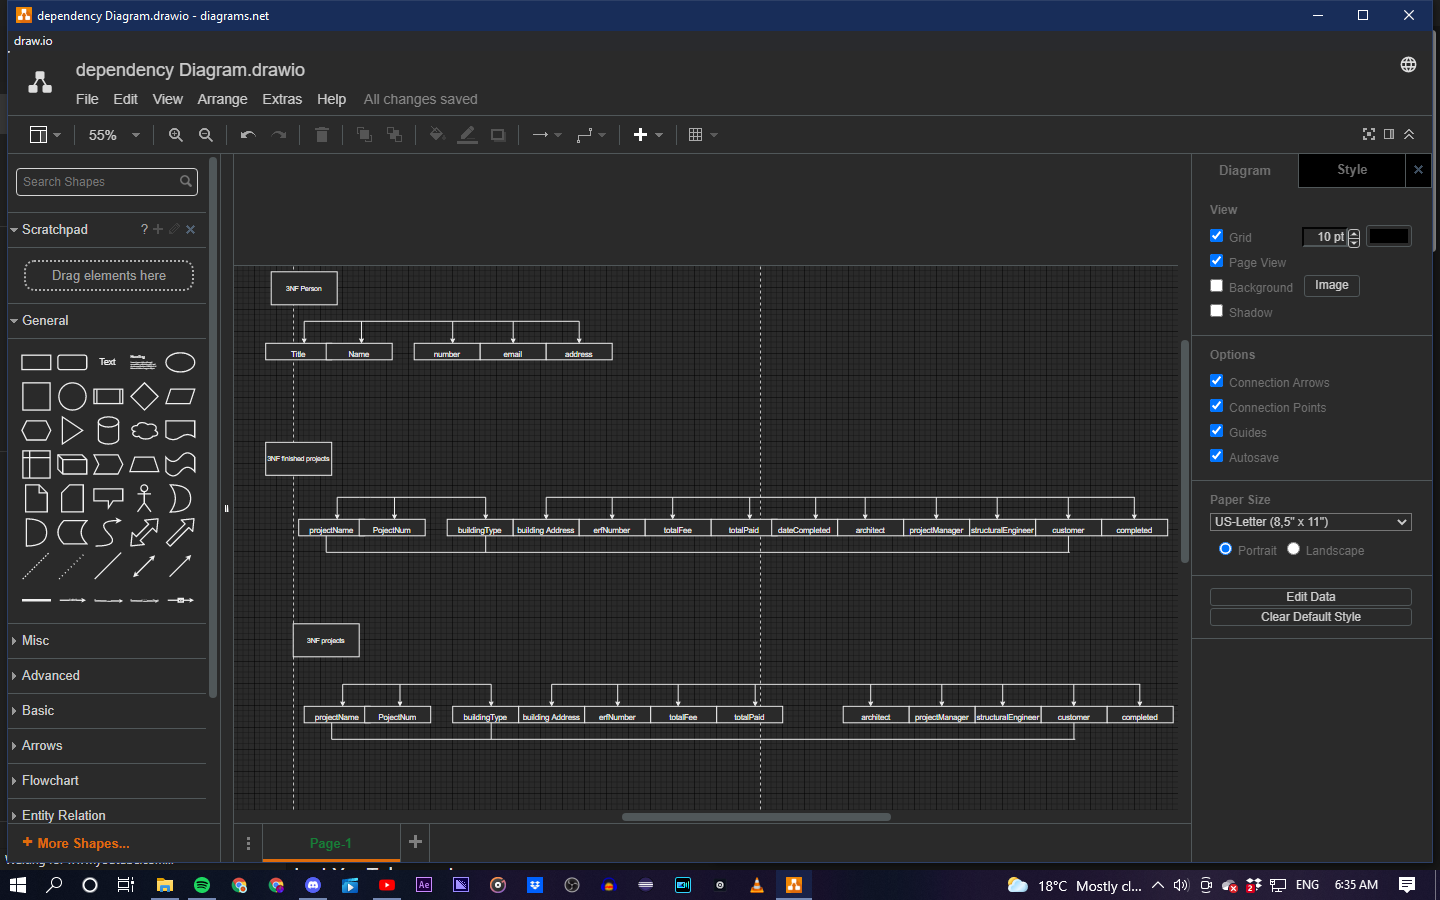 dependency Diagram.drawio - diagrams.net
draw.io
dependency Diagram.drawio
File Edit View Arrange Extras Help All changes saved
55%
Search Shapes
Scratchpad ?
Drag elements here
General
Text
Heading
Misc
Advanced
Basic
Arrows
Flowchart
Entity Relation
+ More Shapes...
3NF Person
Title Name number email address
3NF finished projects
projectName PojectNum buildingType building Address erfNumber totalFee totalPaid dateCompleted architect projectManager structuralEngineer customer completed
3NF projects
projectName PojectNum buildingType building Address erfNumber totalFee totalPaid architect projectManager structuralEngineer customer completed
Page-1
Diagram Style
View
Grid 10 pt
Page View
Background Image
Shadow
Options
Connection Arrows
Connection Points
Guides
Autosave
Paper Size
US-Letter (8,5" x 11")
Portrait Landscape
Edit Data
Clear Default Style
Ae
18°C Mostly cl... ENG 6:35 AM